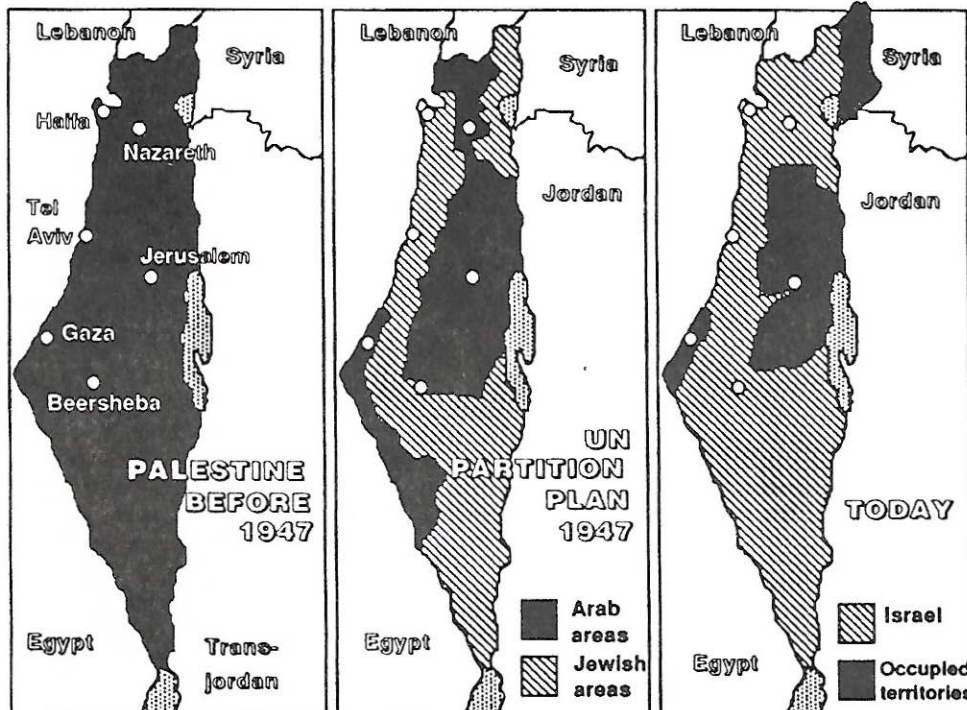 Lebanon
Syria
Haifa
Nazareth
Tel
Aviv
Jerusalem
Gaza
Beersheba
PALESTINE
BEFORE
1947
Egypt
Trans-
jordan
Lebanon
Syria
Jordan
UN
PARTITION
PLAN
1947
Egypt
Arab
areas
Jewish
areas
Lebanon
Syria
Jordan
TODAY
Egypt
Israel
Occupied
territories